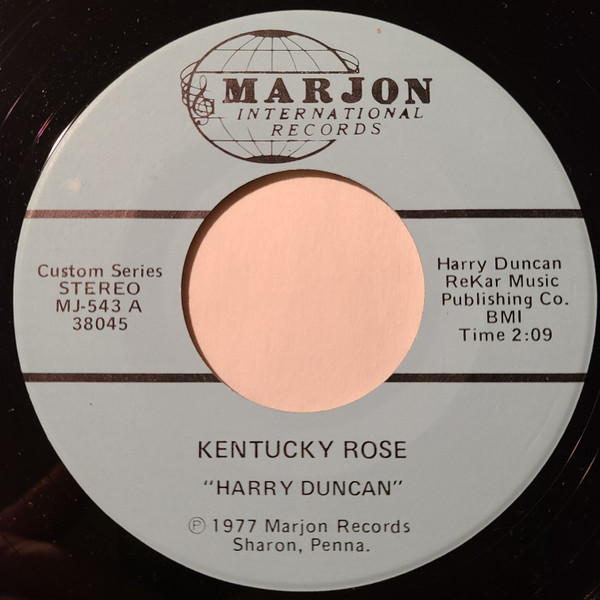 MARJON
INTERNATIONAL
RECORDS
Custom Series
STEREO
MJ-543 A
38045
Harry Duncan
ReKar Music
Publishing Co.
BMI
Time 2:09
KENTUCKY ROSE
"HARRY DUNCAN"
℗ 1977 Marjon Records
Sharon, Penna.